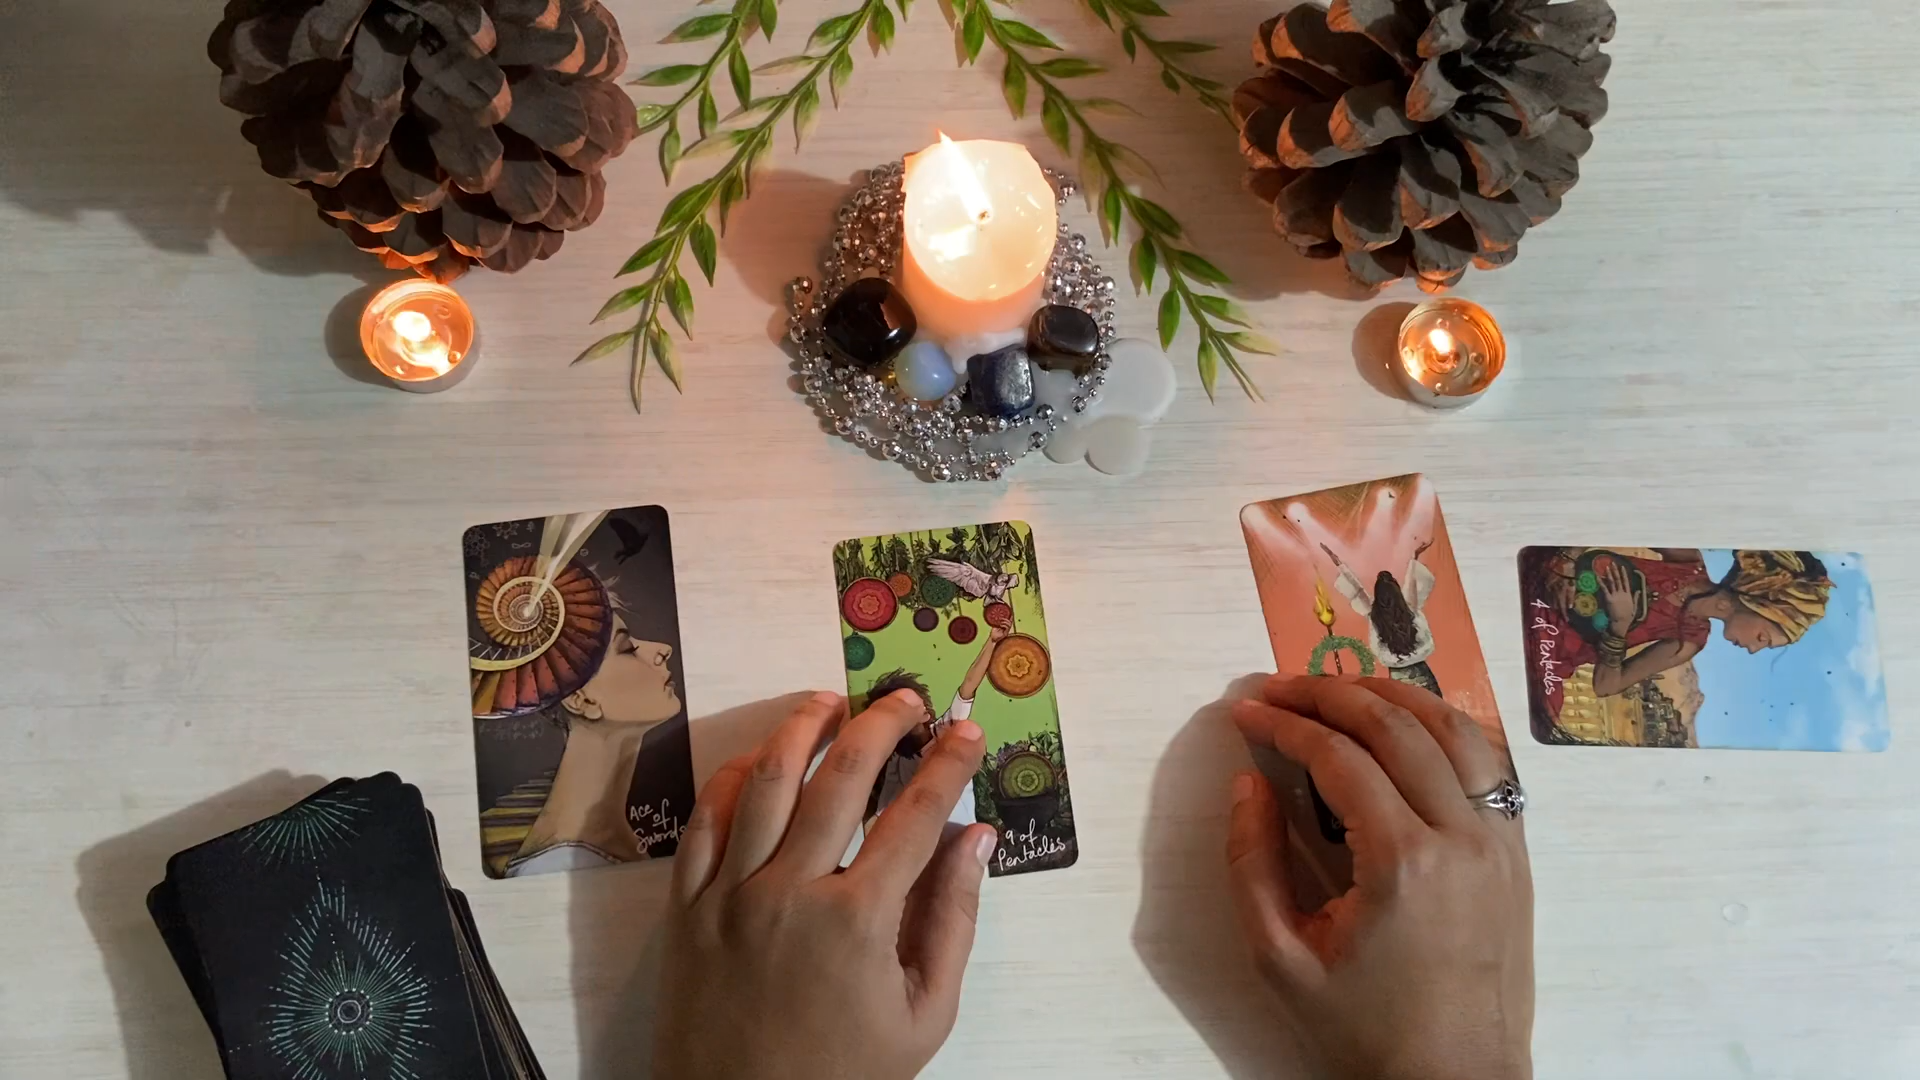 Ace
of
Swords
9 of
Pentacles
4 of Pentacles